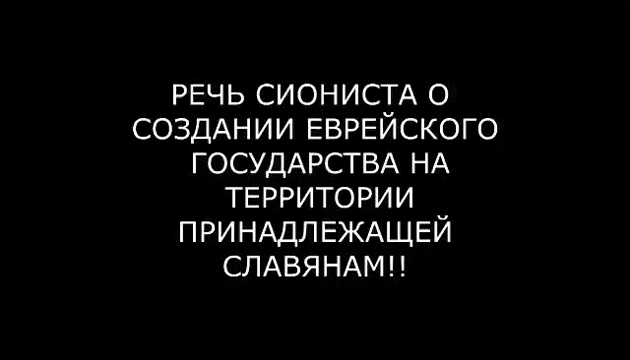 РЕЧЬ СИОНИСТА О
СОЗДАНИИ ЕВРЕЙСКОГО
ГОСУДАРСТВА НА
ТЕРРИТОРИИ
ПРИНАДЛЕЖАЩЕЙ
СЛАВЯНАМ!!